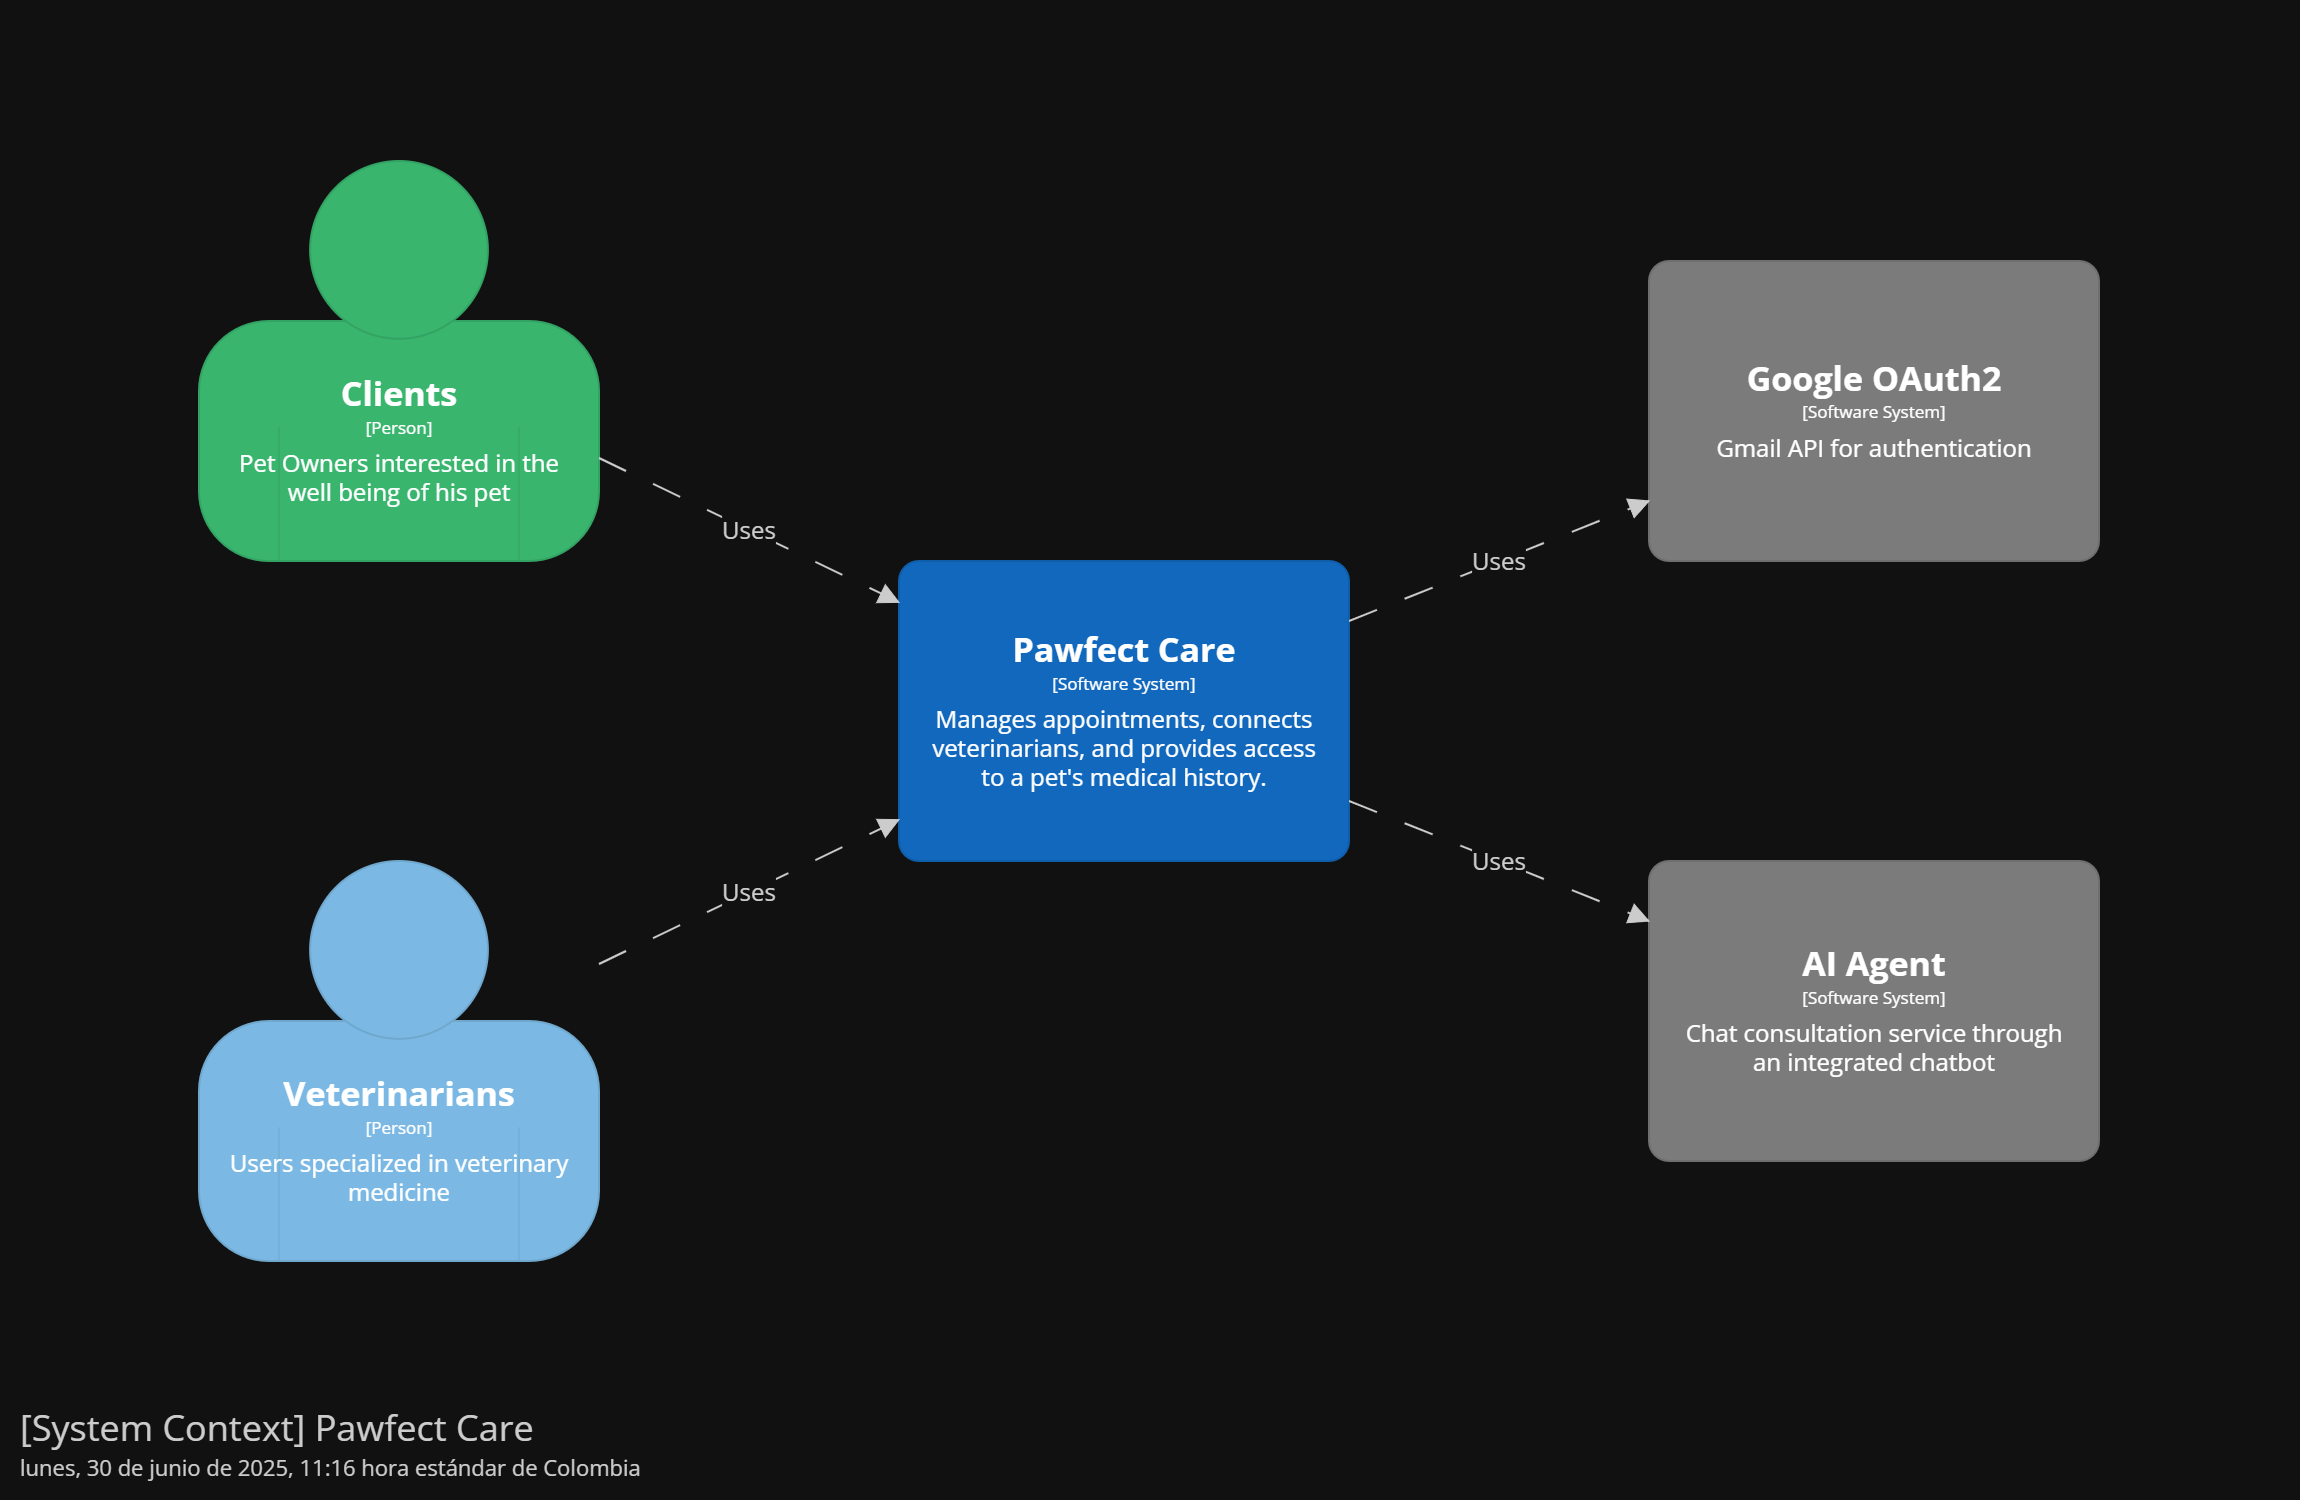 Clients
[Person]
Pet Owners interested in the
well being of his pet
Uses
Veterinarians
[Person]
Users specialized in veterinary
medicine
Uses
Pawfect Care
[Software System]
Manages appointments, connects
veterinarians, and provides access
to a pet's medical history.
Uses
Google OAuth2
[Software System]
Gmail API for authentication
Uses
AI Agent
[Software System]
Chat consultation service through
an integrated chatbot
[System Context] Pawfect Care
lunes, 30 de junio de 2025, 11:16 hora estándar de Colombia